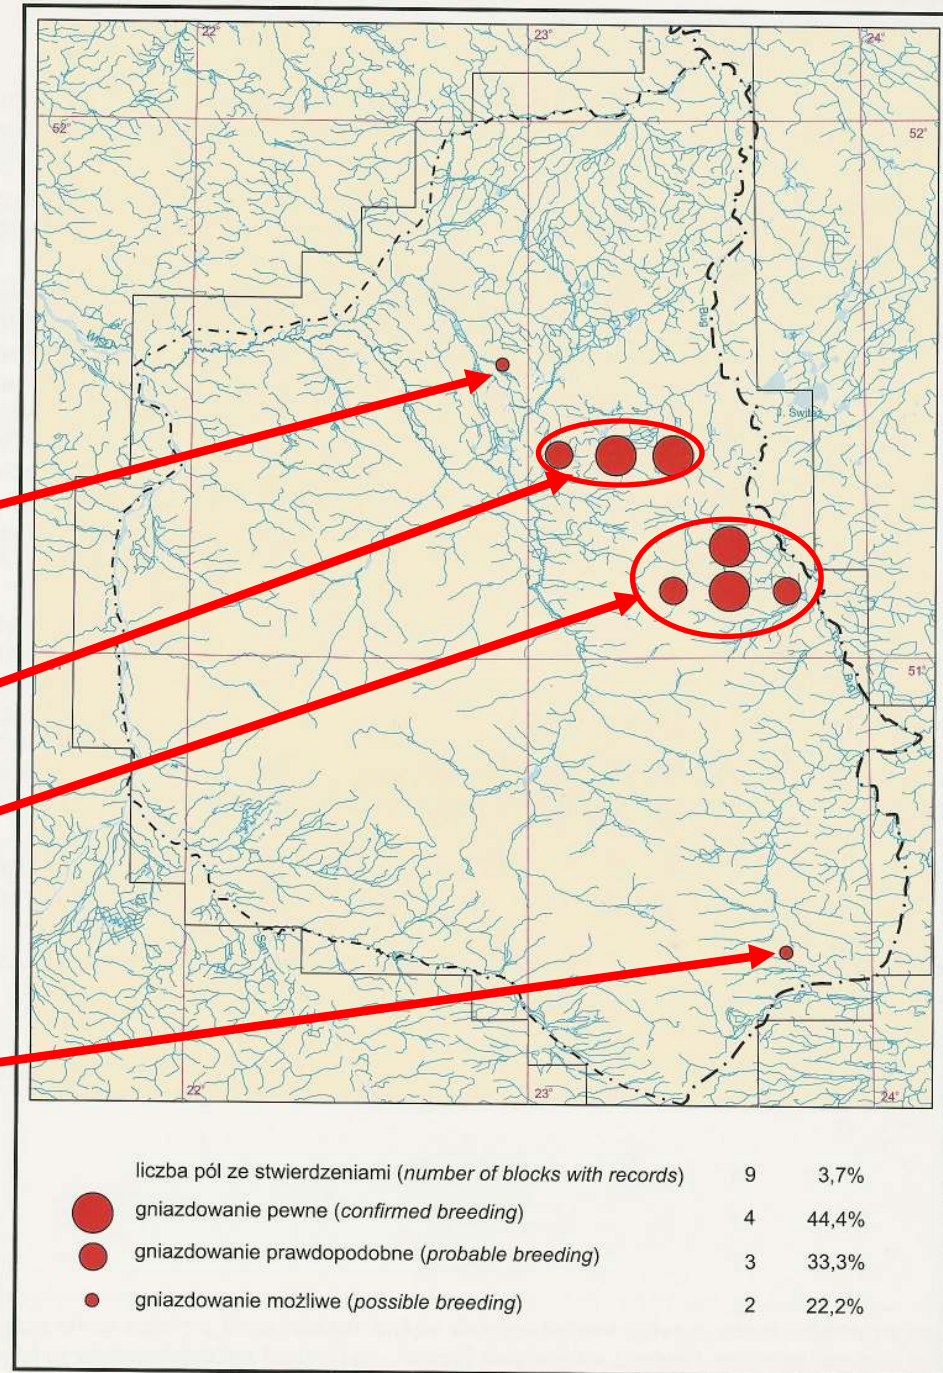 22°
23°
24°
52°
52°
Bug
Wisła
J. Świteź
51°
Bug
22°
23°
24°
liczba pól ze stwierdzeniami (number of blocks with records) 9 3,7%
gniazdowanie pewne (confirmed breeding) 4 44,4%
gniazdowanie prawdopodobne (probable breeding) 3 33,3%
gniazdowanie możliwe (possible breeding) 2 22,2%